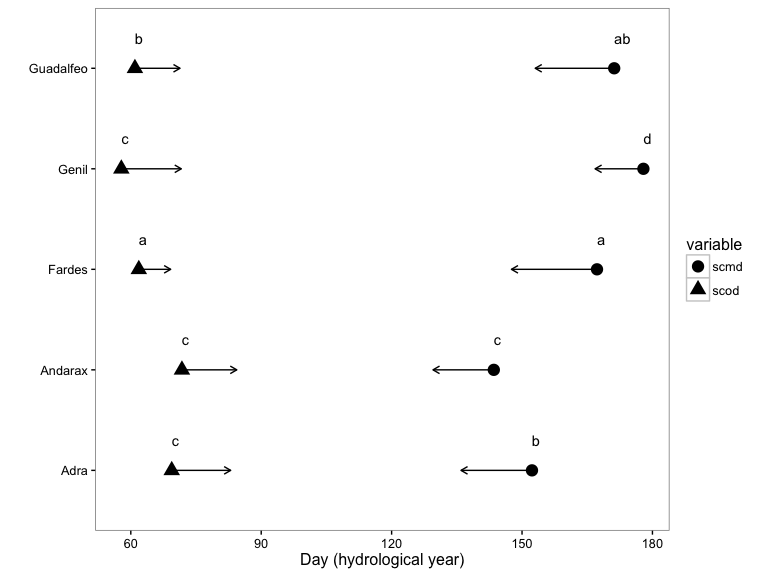 b ab
Guadalfeo
c d
Genil
a a
Fardes
c c
Andarax
c b
Adra
variable
scmd
scod
60 90 120 150 180
Day (hydrological year)